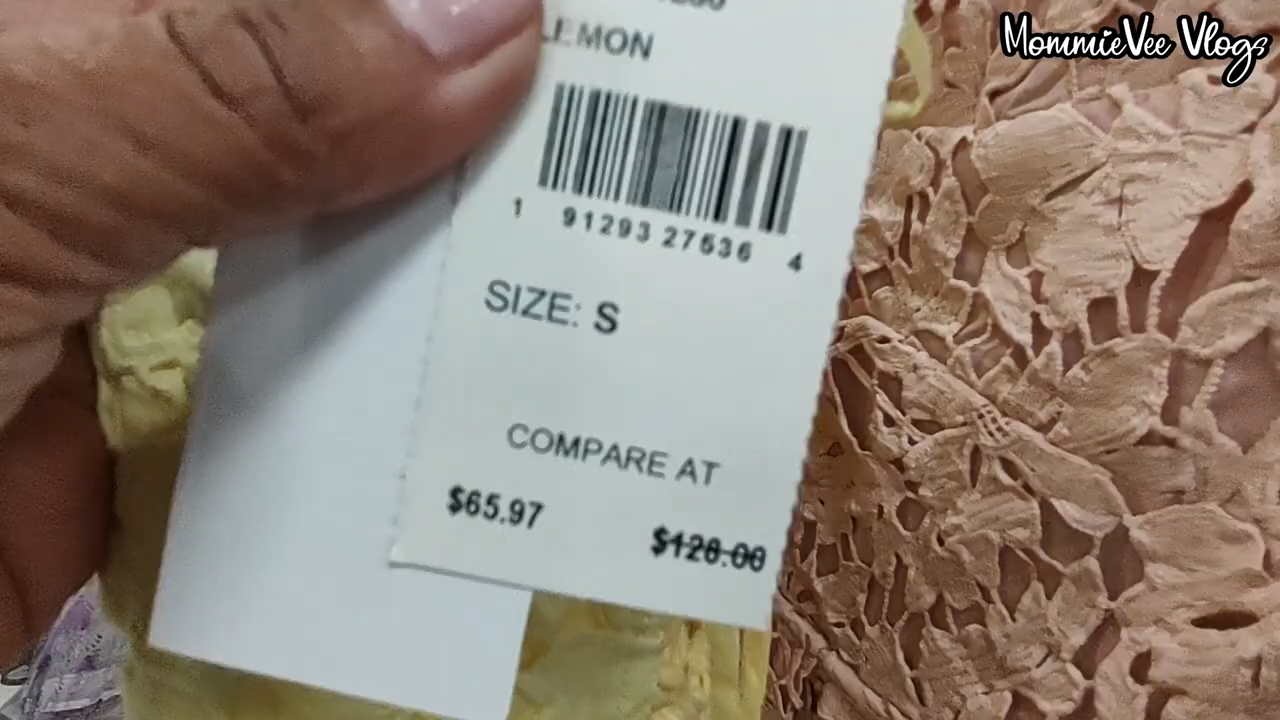 MommieVee Vlogs
LEMON
1 91293 27636 4
SIZE: S
COMPARE AT
$65.97 $128.00